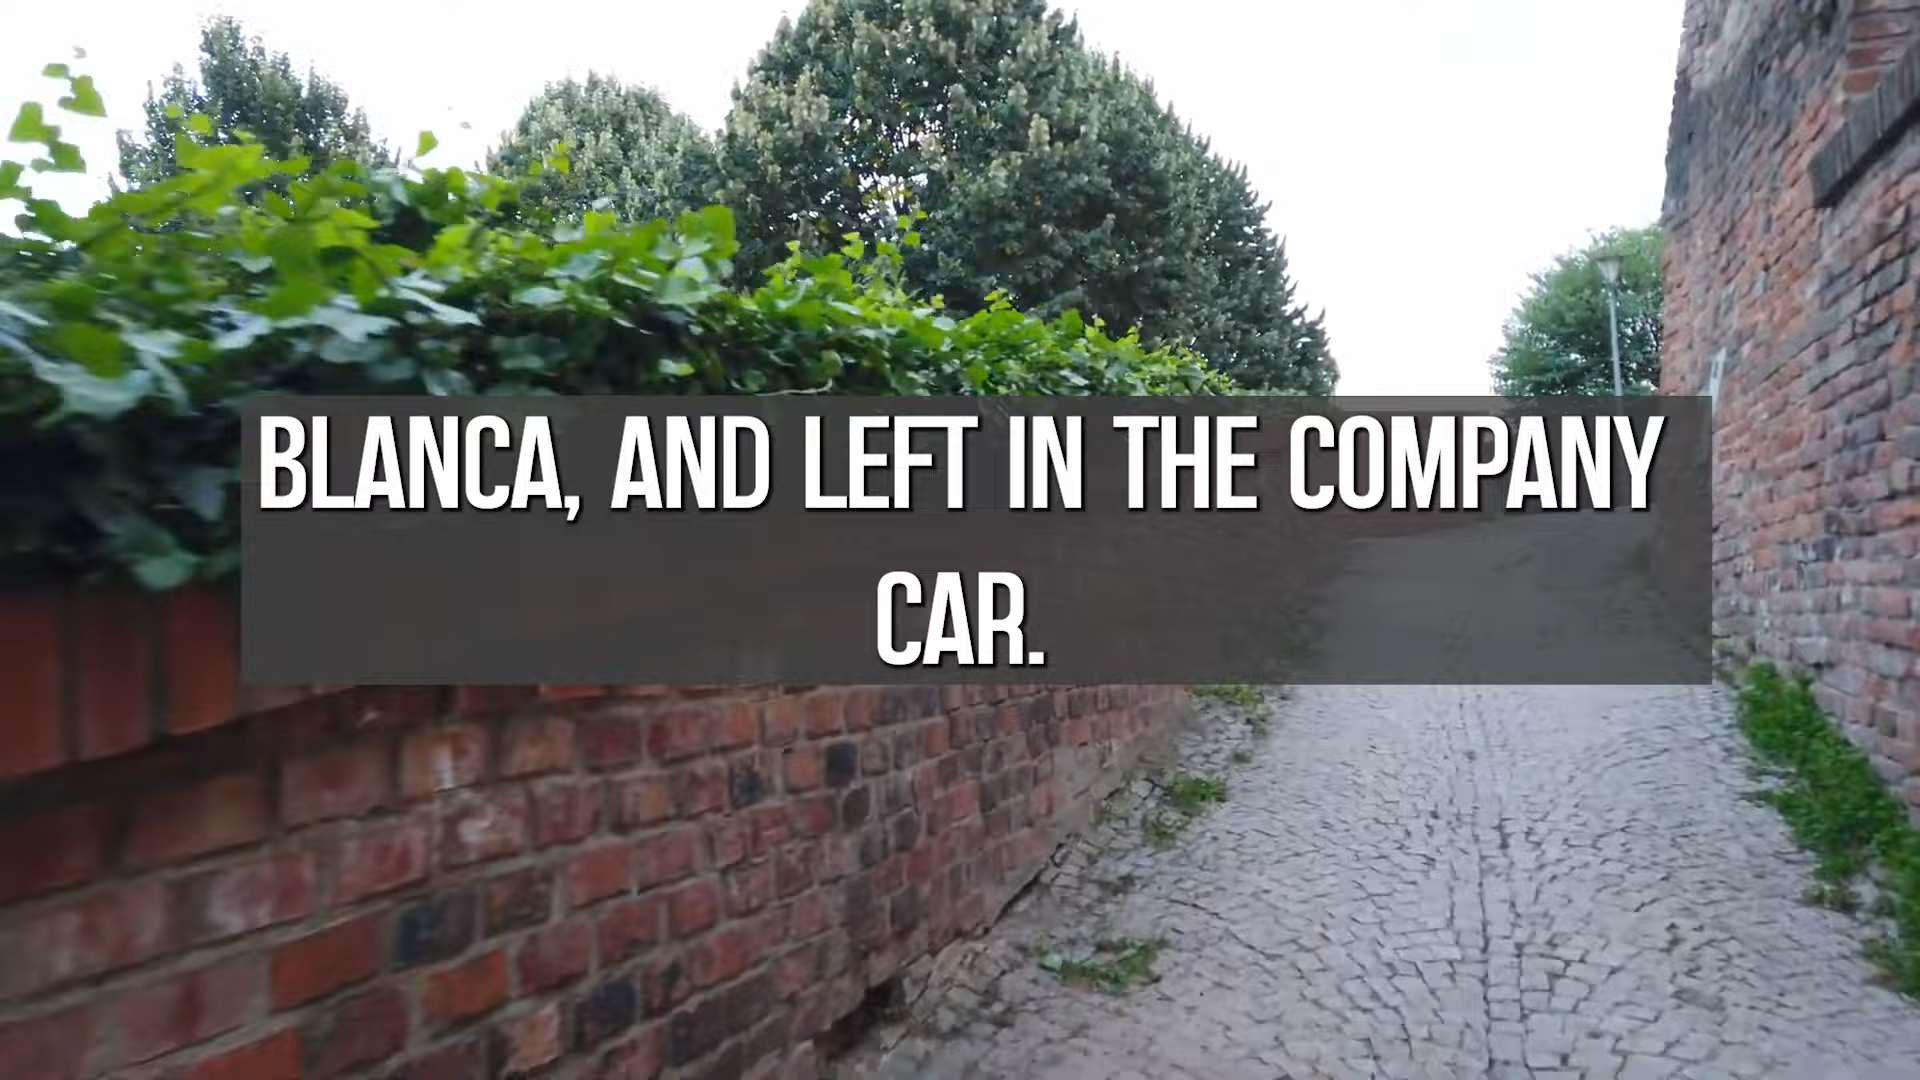 BLANCA, AND LEFT IN THE COMPANY
CAR.